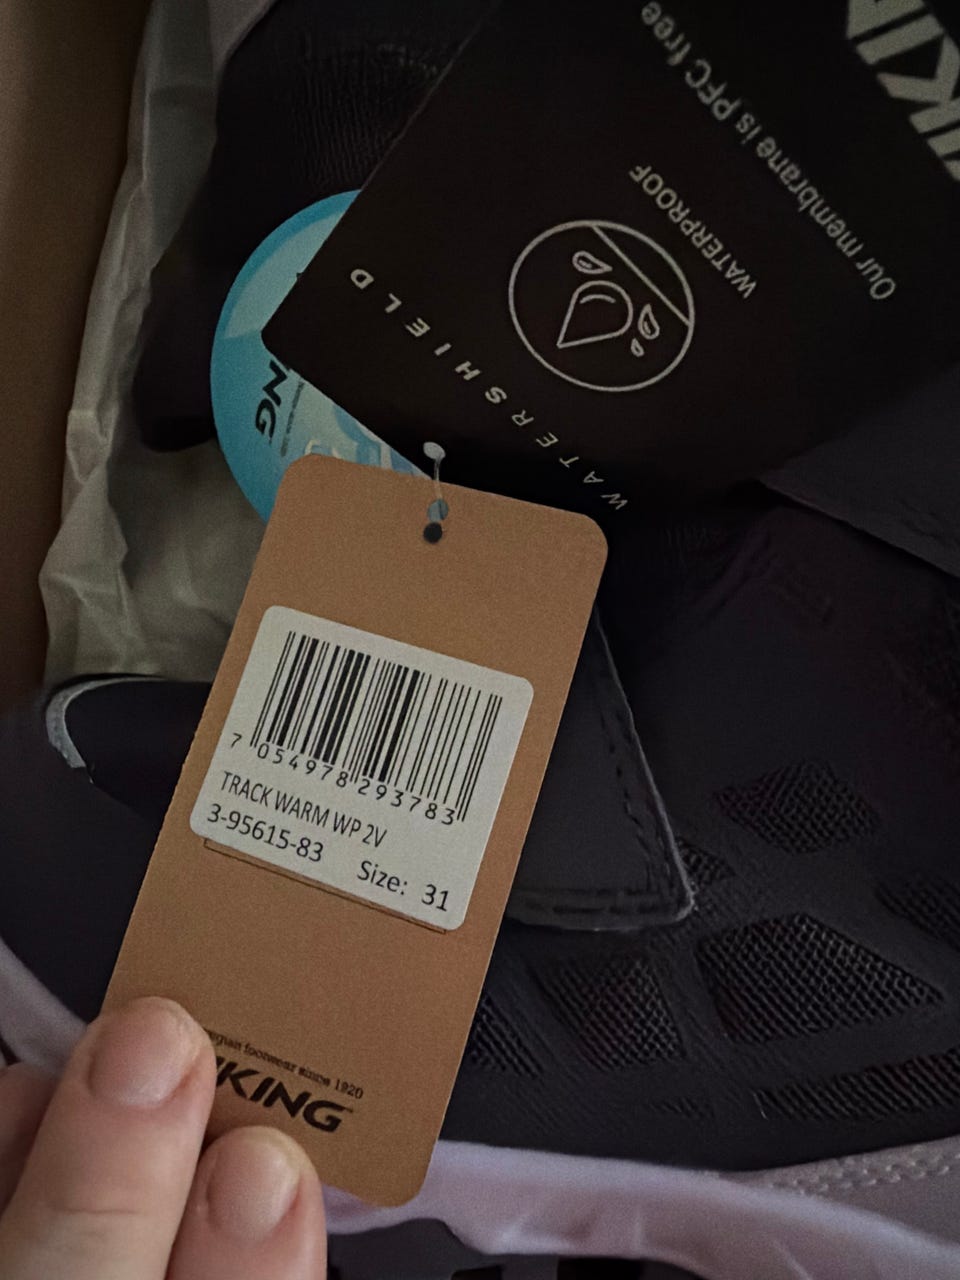 Our membrane is PFC free
WATERPROOF
WATERSHIELD
7 054978 293783
TRACK WARM WP 2V
3-95615-83
Size: 31
footwear since 1920
VIKING